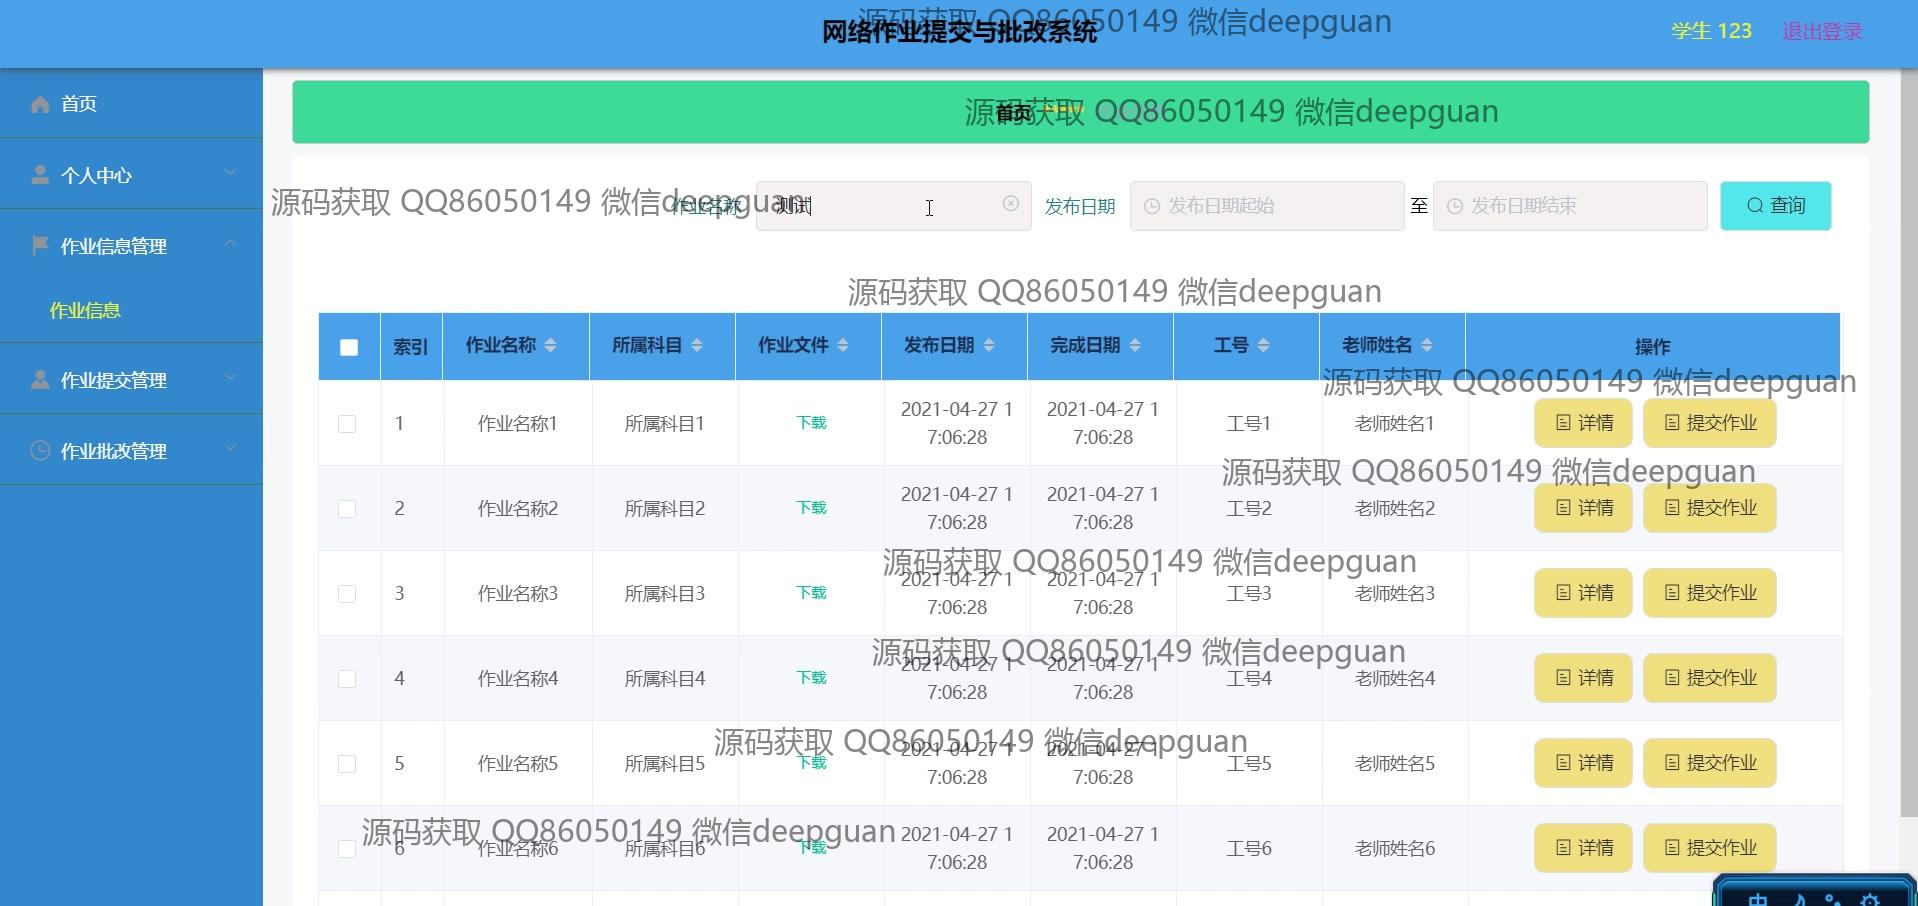 网络作业提交与批改系统
源码获取 QQ86050149 微信deepguan
学生 123
退出登录
首页
个人中心
作业信息管理
作业信息
作业提交管理
作业批改管理
首页
源码获取 QQ86050149 微信deepguan
源码获取 QQ86050149 微信deepguan
作业名称 测试 发布日期 发布日期起始 至 发布日期结束 查询
源码获取 QQ86050149 微信deepguan
索引 作业名称 所属科目 作业文件 发布日期 完成日期 工号 老师姓名 操作
源码获取 QQ86050149 微信deepguan
1 作业名称1 所属科目1 下载 2021-04-27 1 2021-04-27 1 工号1 老师姓名1 详情 提交作业
7:06:28 7:06:28
源码获取 QQ86050149 微信deepguan
2 作业名称2 所属科目2 下载 2021-04-27 1 2021-04-27 1 工号2 老师姓名2 详情 提交作业
7:06:28 7:06:28
源码获取 QQ86050149 微信deepguan
3 作业名称3 所属科目3 下载 2021-04-27 1 2021-04-27 1 工号3 老师姓名3 详情 提交作业
7:06:28 7:06:28
源码获取 QQ86050149 微信deepguan
4 作业名称4 所属科目4 下载 2021-04-27 1 2021-04-27 1 工号4 老师姓名4 详情 提交作业
7:06:28 7:06:28
源码获取 QQ86050149 微信deepguan
5 作业名称5 所属科目5 下载 2021-04-27 1 2021-04-27 1 工号5 老师姓名5 详情 提交作业
7:06:28 7:06:28
源码获取 QQ86050149 微信deepguan
6 作业名称6 所属科目6 下载 2021-04-27 1 2021-04-27 1 工号6 老师姓名6 详情 提交作业
7:06:28 7:06:28
中